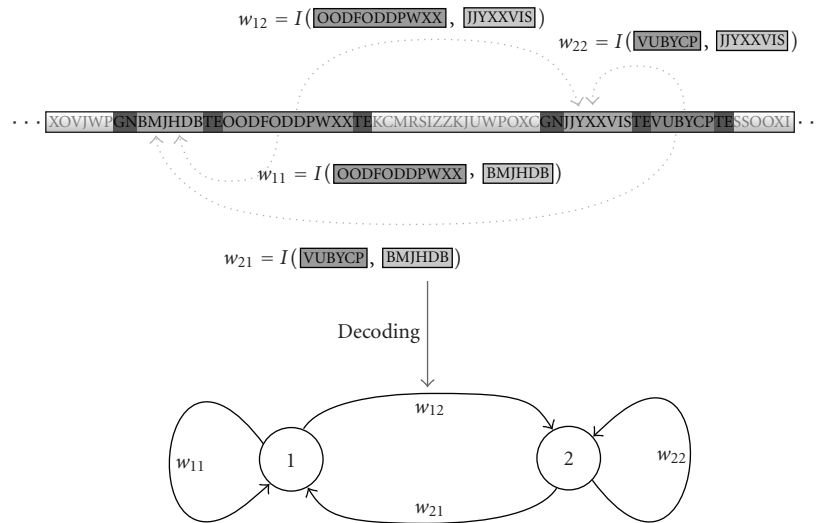 w12 = I(OODFODDPWXX, JJYXXVIS)
w22 = I(VUBYCP, JJYXXVIS)
··· XOVJWPGNBMJHDBTEOODFODDPWXXTEKCMRSIZZKJUWPOXCGNJJYXXVISTEVUBYCPTESSOOXI ··
w11 = I(OODFODDPWXX, BMJHDB)
w21 = I(VUBYCP, BMJHDB)
Decoding
w12
1
2
w11
w22
w21